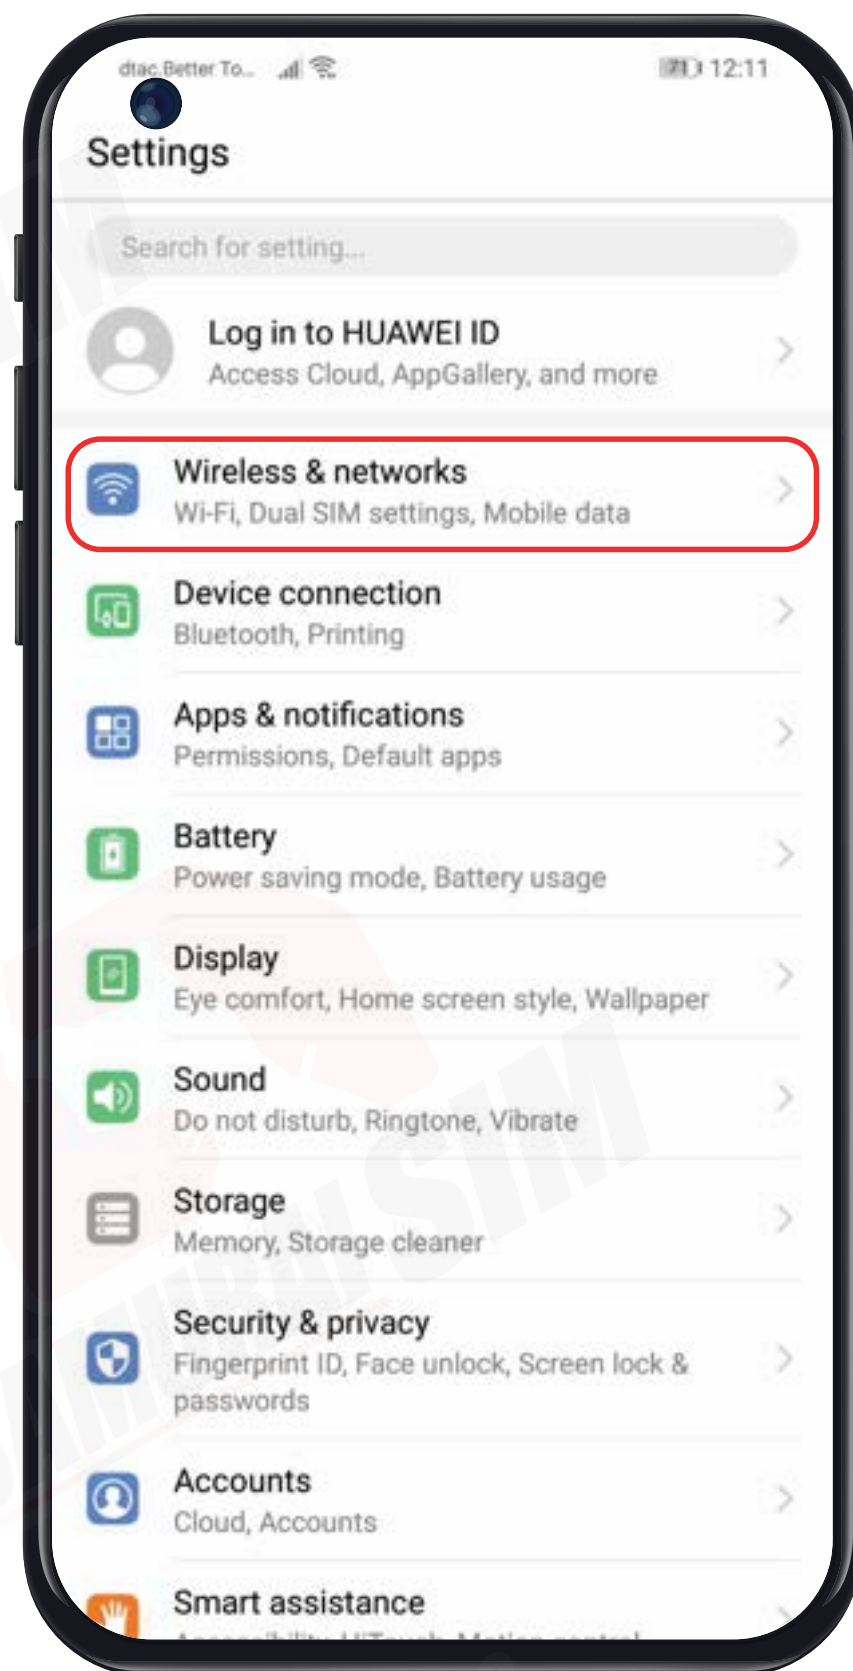 dtac.Better To...
71 12:11
Settings
Search for setting...
Log in to HUAWEI ID
Access Cloud, AppGallery, and more
Wireless & networks
Wi-Fi, Dual SIM settings, Mobile data
Device connection
Bluetooth, Printing
Apps & notifications
Permissions, Default apps
Battery
Power saving mode, Battery usage
Display
Eye comfort, Home screen style, Wallpaper
Sound
Do not disturb, Ringtone, Vibrate
Storage
Memory, Storage cleaner
Security & privacy
Fingerprint ID, Face unlock, Screen lock &
passwords
Accounts
Cloud, Accounts
Smart assistance
SAMURAI SIM